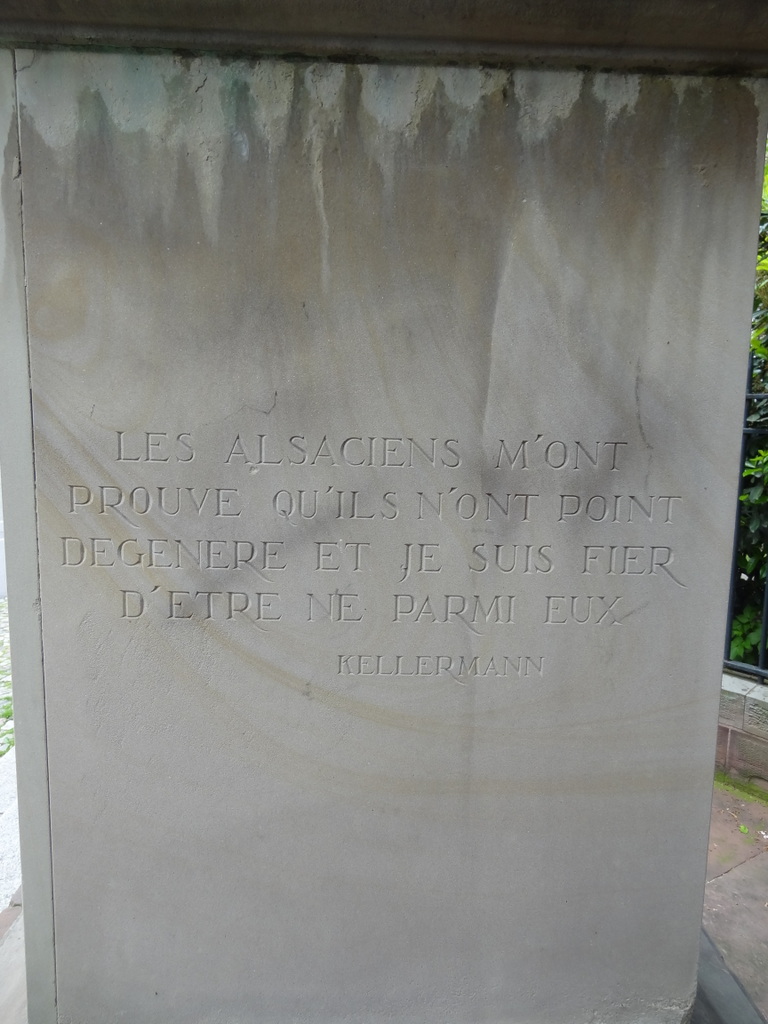 LES ALSACIENS M'ONT
PROUVE QU'ILS N'ONT POINT
DEGENERE ET JE SUIS FIER
D'ETRE NE PARMI EUX
KELLERMANN